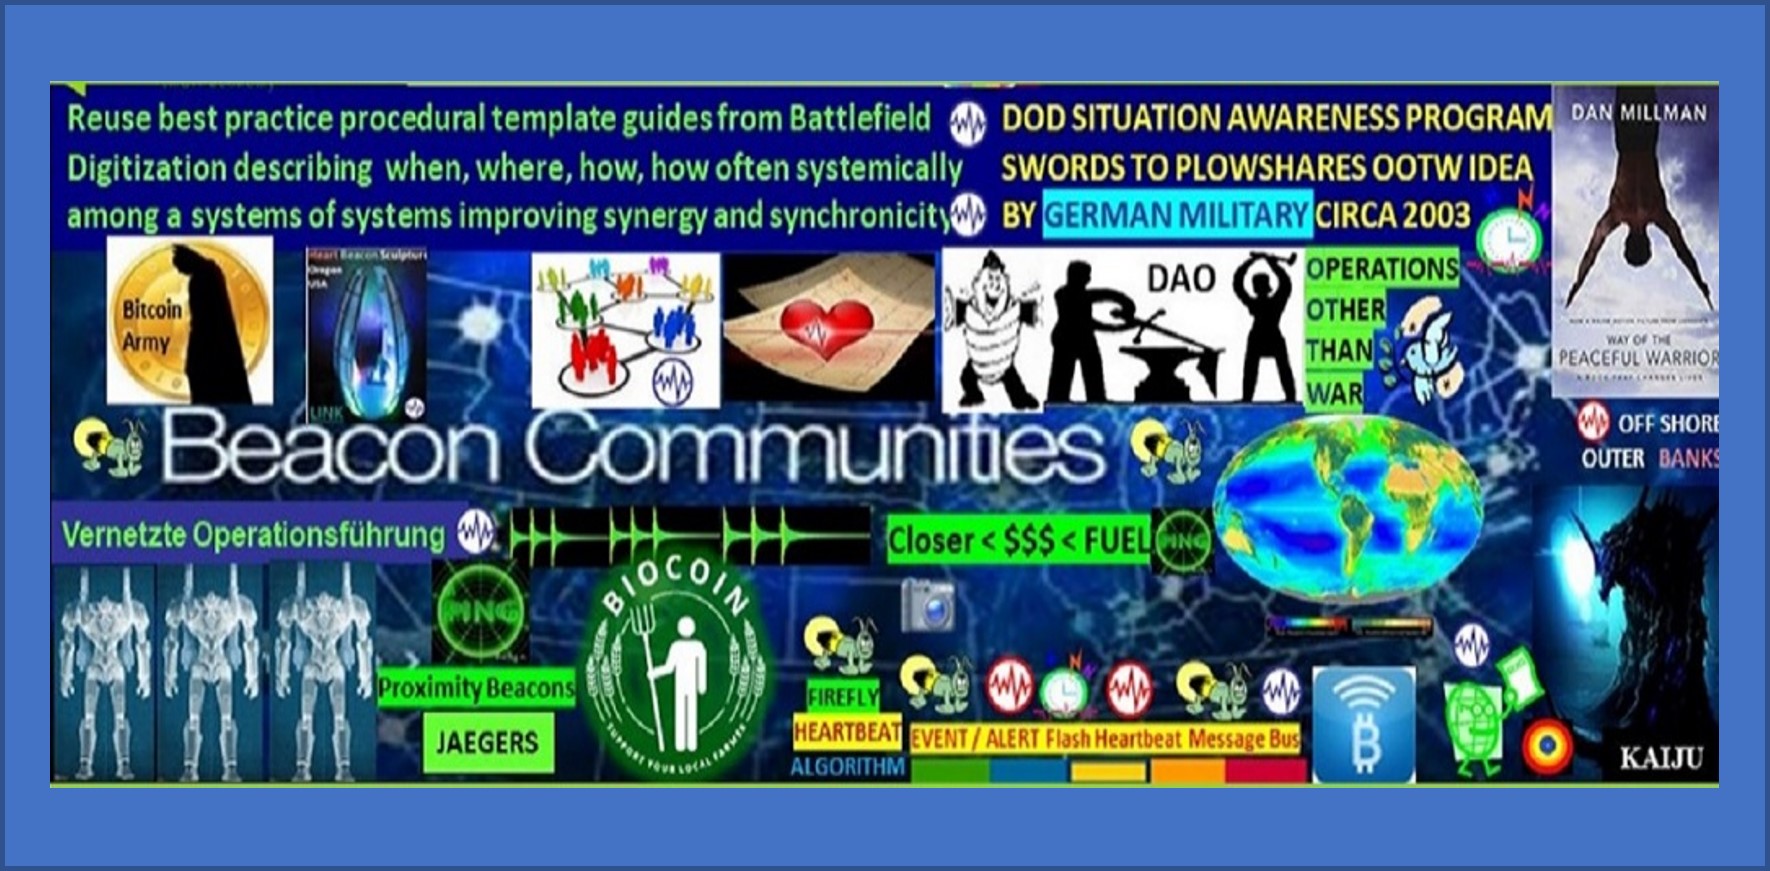 Reuse best practice procedural template guides from Battlefield
Digitization describing when, where, how, how often systemically
among a systems of systems improving synergy and synchronicity
DOD SITUATION AWARENESS PROGRAM
SWORDS TO PLOWSHARES OOTW IDEA
BY GERMAN MILITARY CIRCA 2003
DAN MILLMAN
WAY OF THE
PEACEFUL WARRIOR
A BOOK THAT CHANGES LIVES
Bitcoin
Army
Heart Beacon Sculpture
Oregon
USA
LINK
DAO
OPERATIONS
OTHER
THAN
WAR
N
Beacon Communities
OFF SHORE
OUTER BANKS
Vernetzte Operationsführung
Closer < $$$ < FUEL
PING
PING
Proximity Beacons
JAEGERS
BIOCOIN
SUPPORT YOUR LOCAL FARMER
FIREFLY
HEARTBEAT
ALGORITHM
N
EVENT / ALERT Flash Heartbeat Message Bus
B
KAIJU